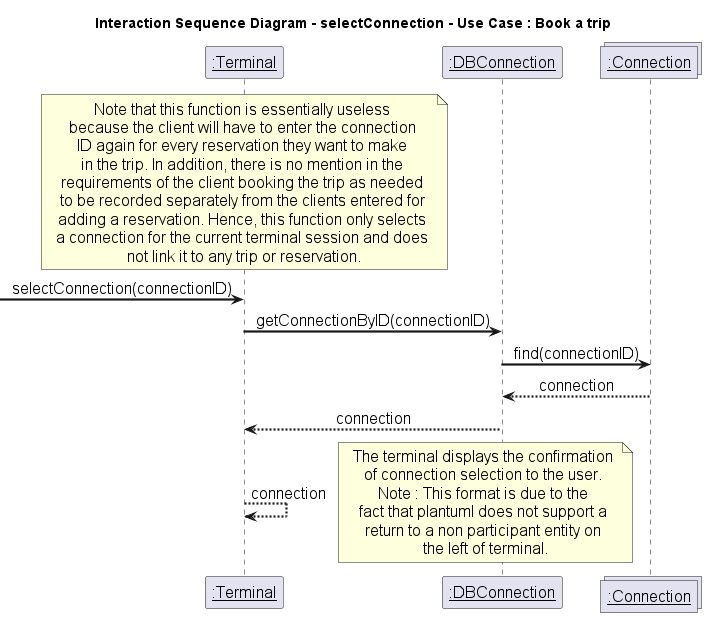 Interaction Sequence Diagram - selectConnection - Use Case : Book a trip
:Terminal
:DBConnection
:Connection
Note that this function is essentially useless
because the client will have to enter the connection
ID again for every reservation they want to make
in the trip. In addition, there is no mention in the
requirements of the client booking the trip as needed
to be recorded separately from the clients entered for
adding a reservation. Hence, this function only selects
a connection for the current terminal session and does
not link it to any trip or reservation.
selectConnection(connectionID)
getConnectionByID(connectionID)
find(connectionID)
connection
connection
The terminal displays the confirmation
of connection selection to the user.
Note : This format is due to the
fact that plantuml does not support a
return to a non participant entity on
the left of terminal.
connection
:Terminal
:DBConnection
:Connection